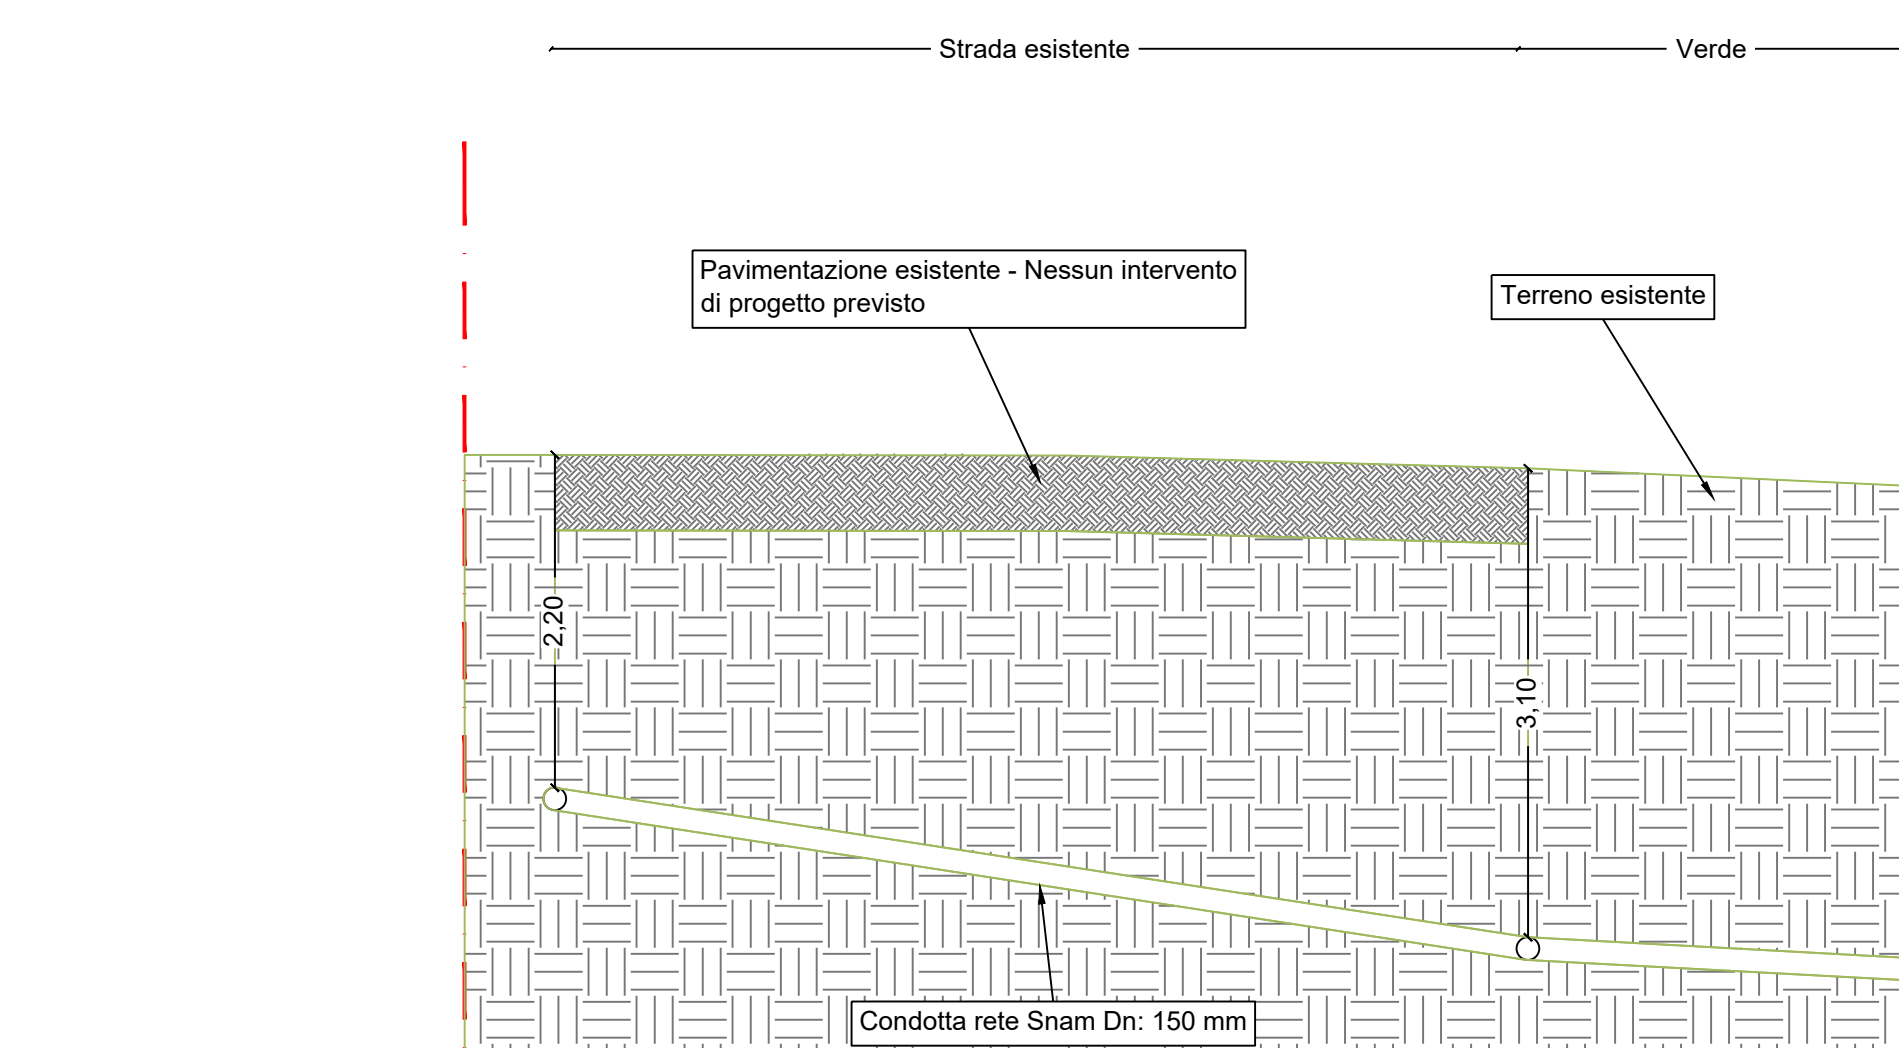 Strada esistente
Verde
Pavimentazione esistente - Nessun intervento
di progetto previsto
Terreno esistente
2,20
3,10
Condotta rete Snam Dn: 150 mm